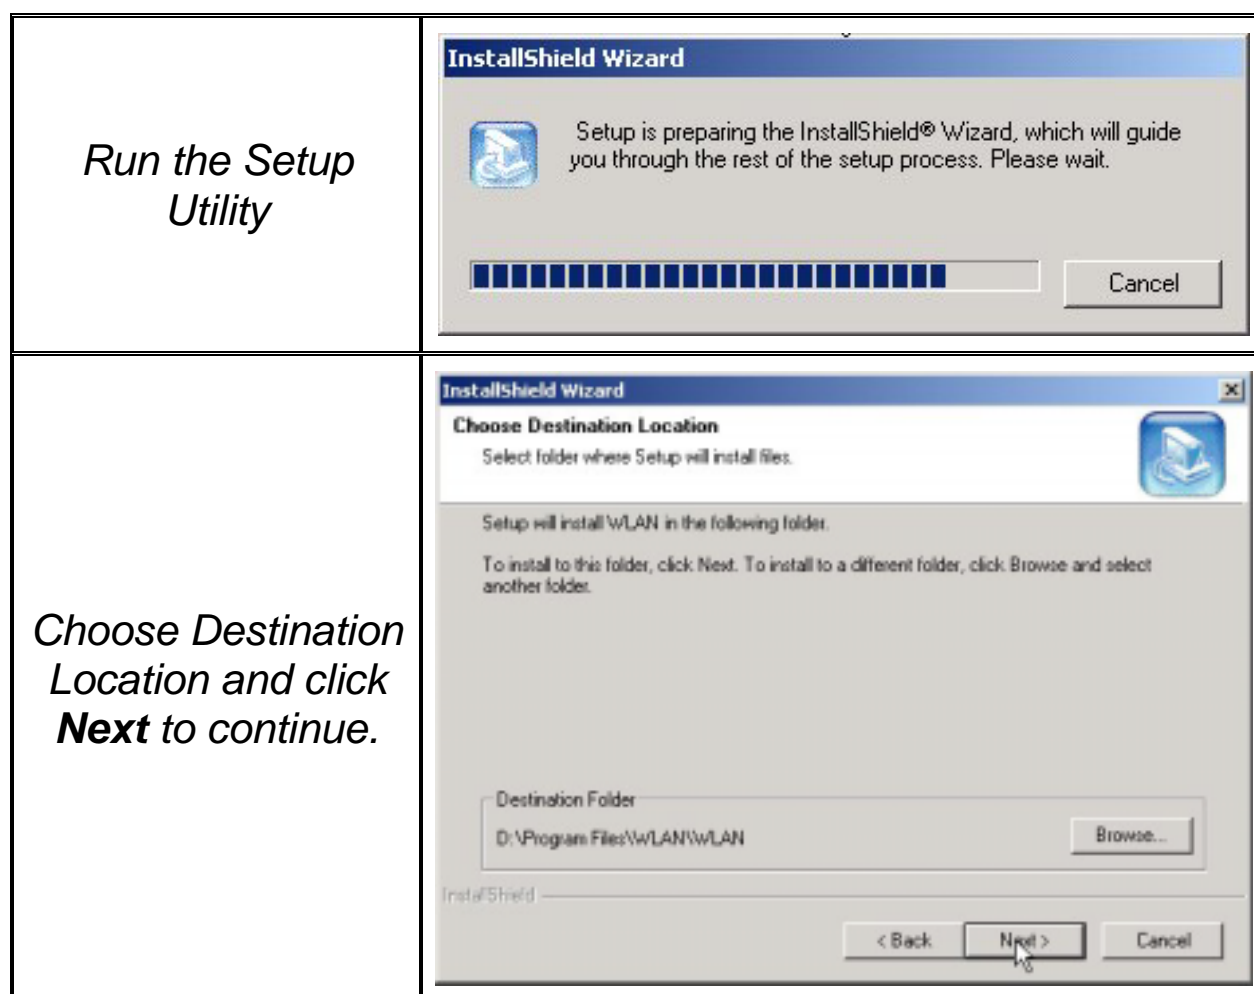 Run the Setup
Utility
InstallShield Wizard
Setup is preparing the InstallShield® Wizard, which will guide
you through the rest of the setup process. Please wait.
Cancel
Choose Destination
Location and click
Next to continue.
InstallShield Wizard
Choose Destination Location
Select folder where Setup will install files.
Setup will install WLAN in the following folder.
To install to this folder, click Next. To install to a different folder, click Browse and select
another folder.
Destination Folder
D:\Program Files\WLAN\WLAN
Browse...
InstallShield
< Back
Next >
Cancel